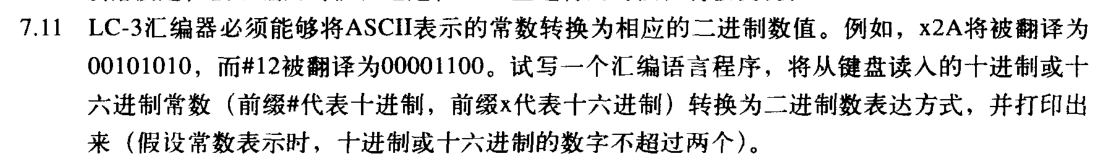 7.11 LC-3汇编器必须能够将ASCII表示的常数转换为相应的二进制数值。例如，x2A将被翻译为
00101010，而#12被翻译为00001100。试写一个汇编语言程序，将从键盘读入的十进制或十
六进制常数（前缀#代表十进制，前缀x代表十六进制）转换为二进制数表达方式，并打印出
来（假设常数表示时，十进制或十六进制的数字不超过两个）。